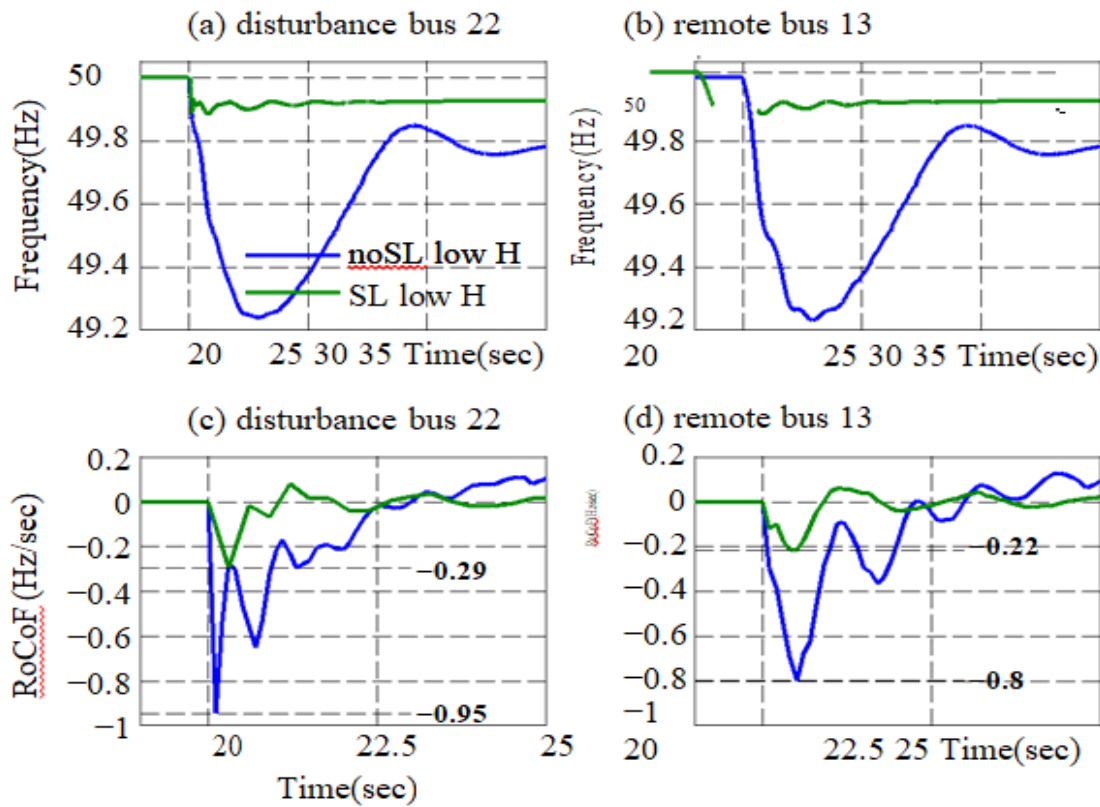 (a) disturbance bus 22
(b) remote bus 13
Frequency(Hz)
50
49.8
49.6
49.4
49.2
noSL low H
SL low H
20 25 30 35 Time(sec)
Frequency(Hz)
50
49.8
49.6
49.4
49.2
20
25 30 35 Time(sec)
(c) disturbance bus 22
(d) remote bus 13
RoCoF (Hz/sec)
0.2
0
−0.2
−0.4
−0.6
−0.8
−1
−0.29
−0.95
20 22.5 25
Time(sec)
RoCoF(Hz/sec)
0.2
0
−0.2
−0.4
−0.6
−0.8
−1
−0.22
−0.8
20
22.5 25 Time(sec)